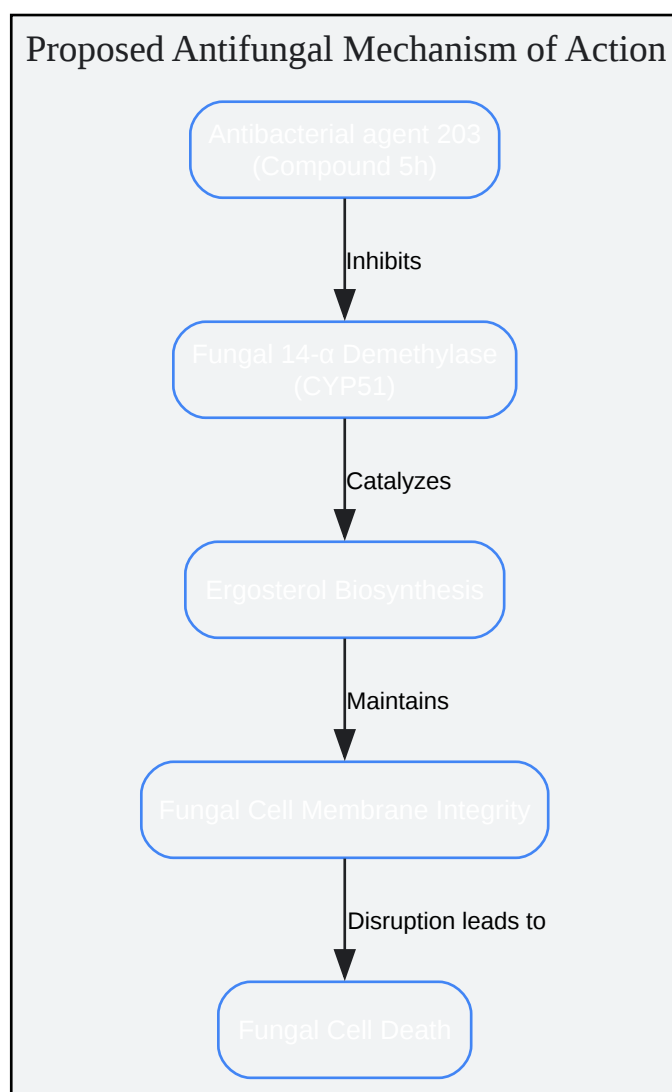 Proposed Antifungal Mechanism of Action
Antibacterial agent 203
(Compound 5h)
Inhibits
Fungal 14-α Demethylase
(CYP51)
Catalyzes
Ergosterol Biosynthesis
Maintains
Fungal Cell Membrane Integrity
Disruption leads to
Fungal Cell Death